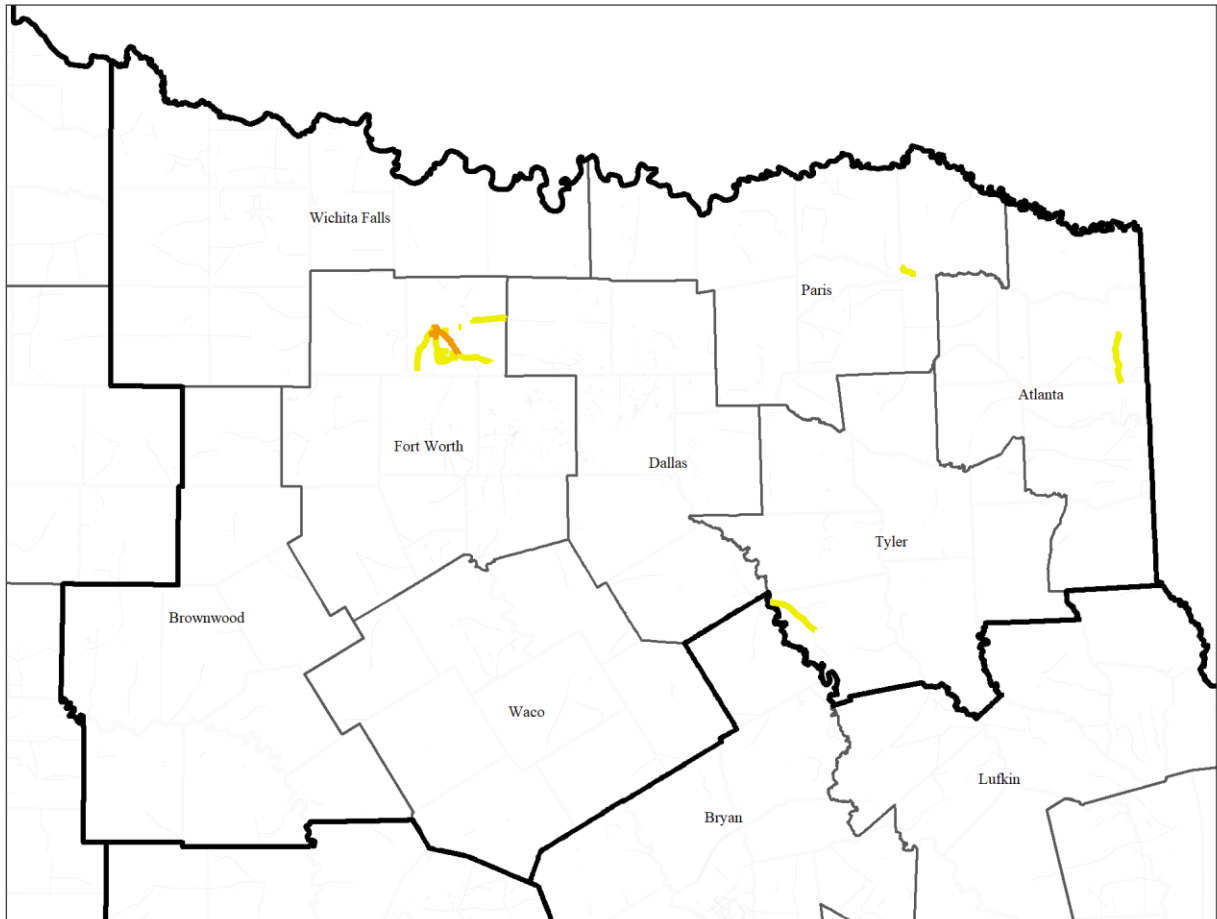 Wichita Falls
Paris
Atlanta
Fort Worth
Dallas
Tyler
Brownwood
Waco
Lufkin
Bryan